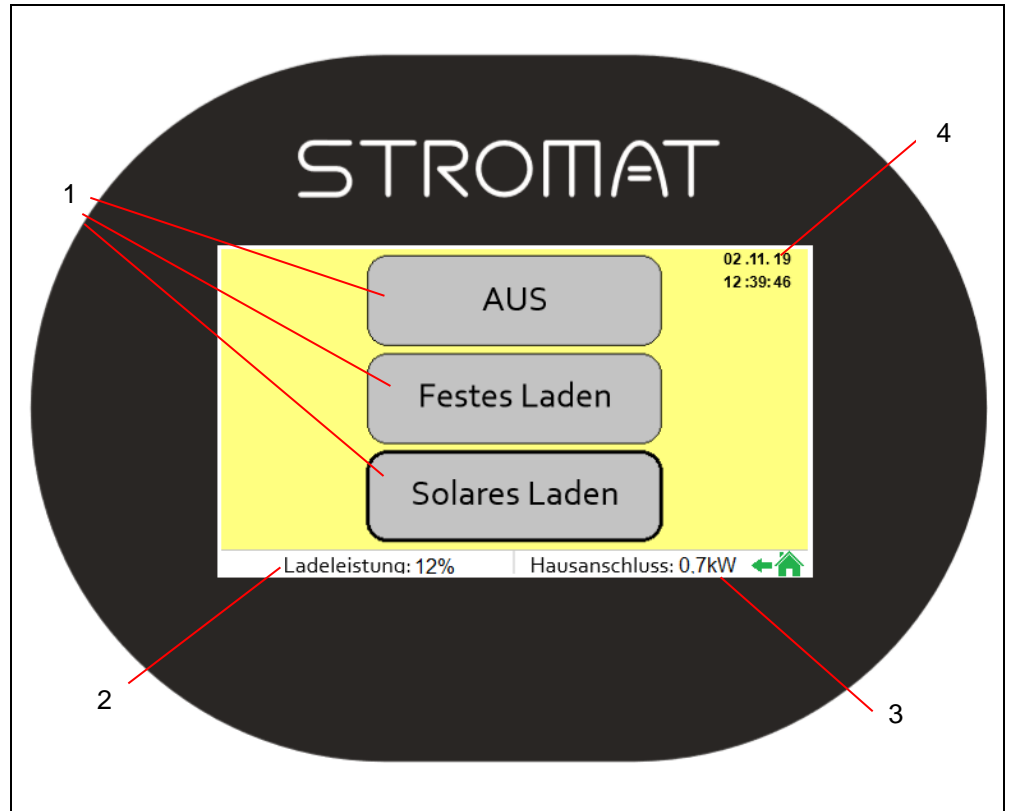 STROMAT
4
1
02.11.19
12:39:46
AUS
Festes Laden
Solares Laden
Ladeleistung: 12%
Hausanschluss: 0,7kW
2
3